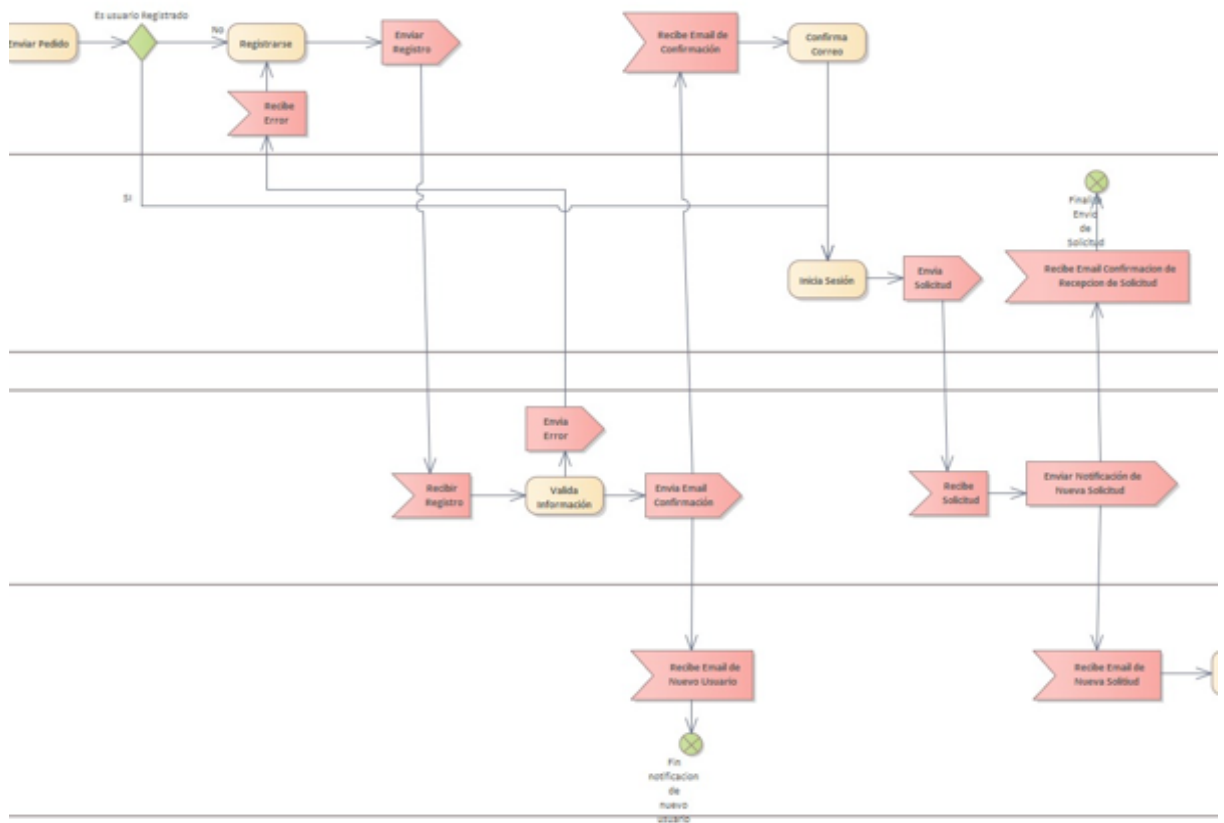 Es usuario Registrado
Enviar Pedido
No
Registrarse
Enviar
Registro
Recibe Email de
Confirmación
Confirma
Correo
Recibe
Error
Si
Finaliza
Envio
de
Solicitud
Inicia Sesión
Envia
Solicitud
Recibe Email Confirmacion de
Recepcion de Solicitud
Envia
Error
Recibir
Registro
Valida
Información
Envia Email
Confirmación
Recibe
Solicitud
Enviar Notificación de
Nueva Solicitud
Recibe Email de
Nuevo Usuario
Recibe Email de
Nueva Solitiud
Fin
notificacion
de
nuevo
usuario